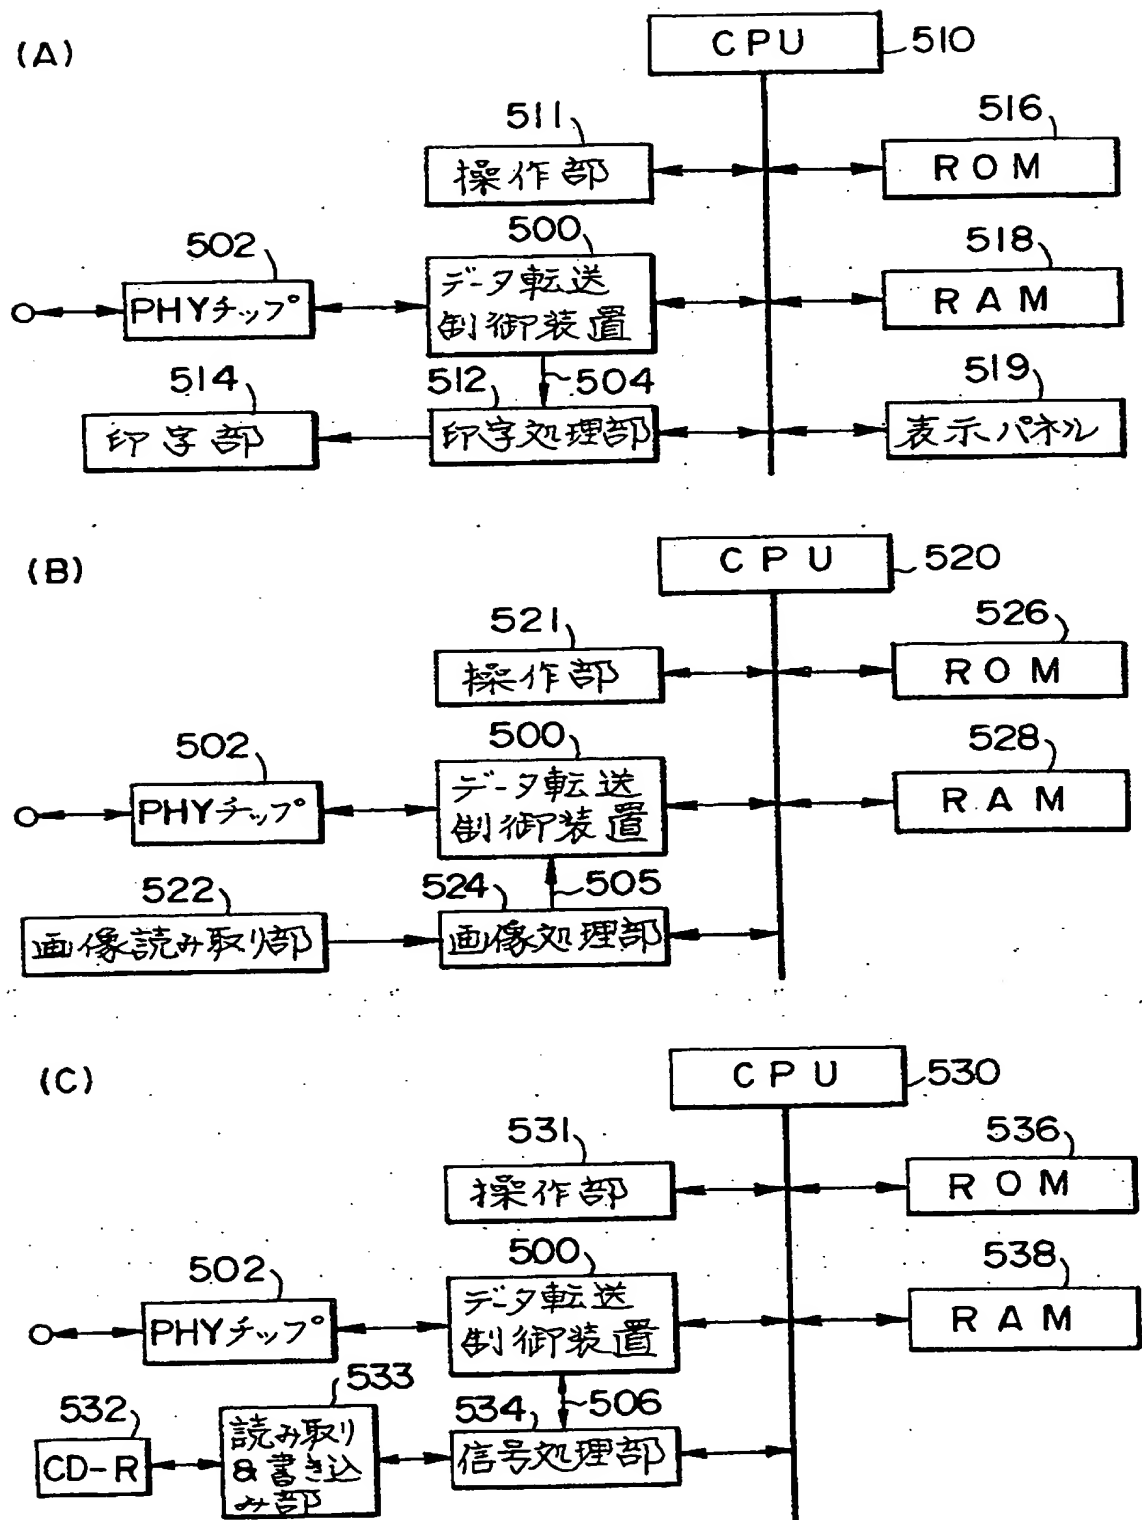 (A)
CPU
510
511
516
操作部
ROM
502
500
518
PHYチップ
データ転送
制御装置
RAM
514
512
504
519
印字部
印字処理部
表示パネル
(B)
CPU
520
521
526
操作部
ROM
502
500
528
PHYチップ
データ転送
制御装置
RAM
522
524
505
画像読み取り部
画像処理部
(C)
CPU
530
531
536
操作部
ROM
502
500
538
PHYチップ
データ転送
制御装置
RAM
532
533
534
506
CD-R
読み取り
&書き込
み部
信号処理部